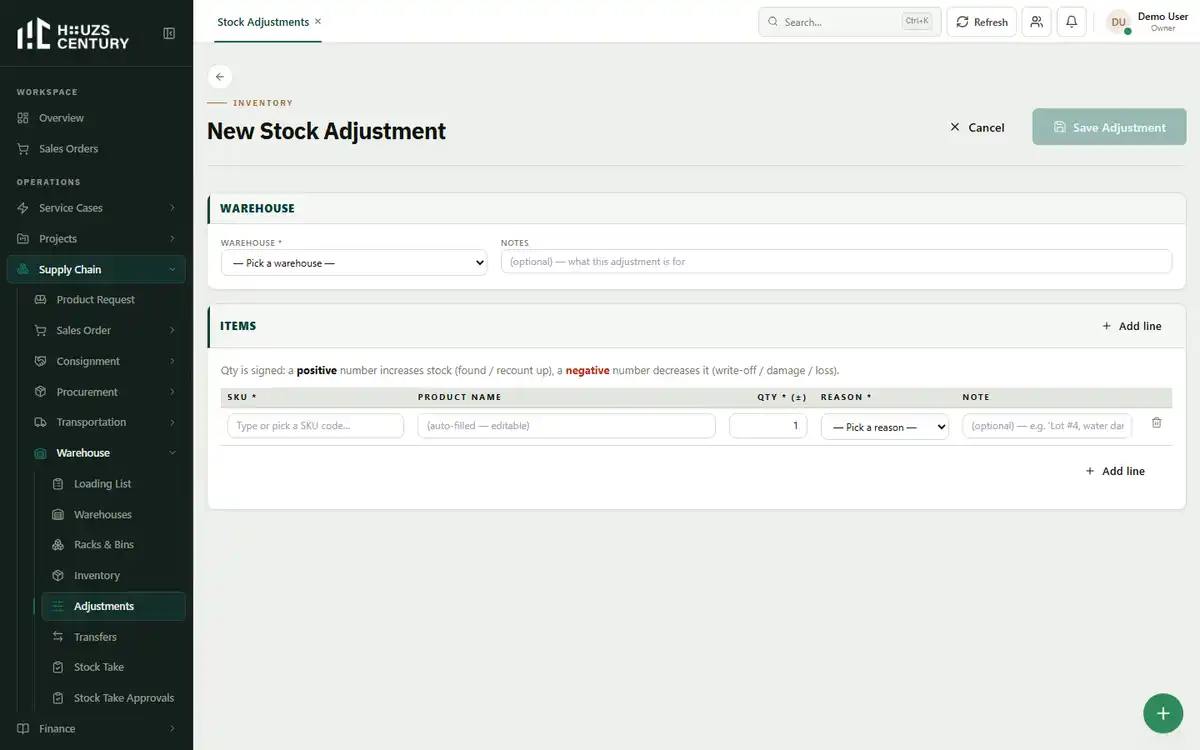 HOUZS
CENTURY
Stock Adjustments ×
Search...
Ctrl+K
Refresh
DU
Demo User
Owner
WORKSPACE
Overview
Sales Orders
OPERATIONS
Service Cases
Projects
Supply Chain
Product Request
Sales Order
Consignment
Procurement
Transportation
Warehouse
Loading List
Warehouses
Racks & Bins
Inventory
Adjustments
Transfers
Stock Take
Stock Take Approvals
Finance
INVENTORY
New Stock Adjustment
Cancel
Save Adjustment
WAREHOUSE
WAREHOUSE *
NOTES
— Pick a warehouse —
(optional) — what this adjustment is for
ITEMS
+ Add line
Qty is signed: a positive number increases stock (found / recount up), a negative number decreases it (write-off / damage / loss).
SKU * PRODUCT NAME QTY * (±) REASON * NOTE
Type or pick a SKU code... (auto-filled — editable) 1 — Pick a reason — (optional) — e.g. 'Lot #4, water dar
+ Add line